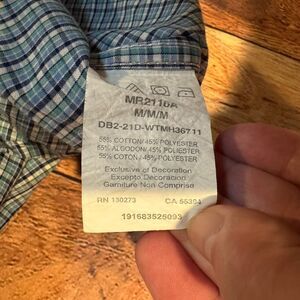 MR2116A
M/M/M
DB2-21D-WTMH36711
55% COTTON/45% POLYESTER
55% ALGODON/45% POLIESTER
55% COTON / 45% POLYESTER
Exclusive of Decoration
Excepto Decoracion
Garniture Non Comprise
RN 130273 CA 55394
191683525093